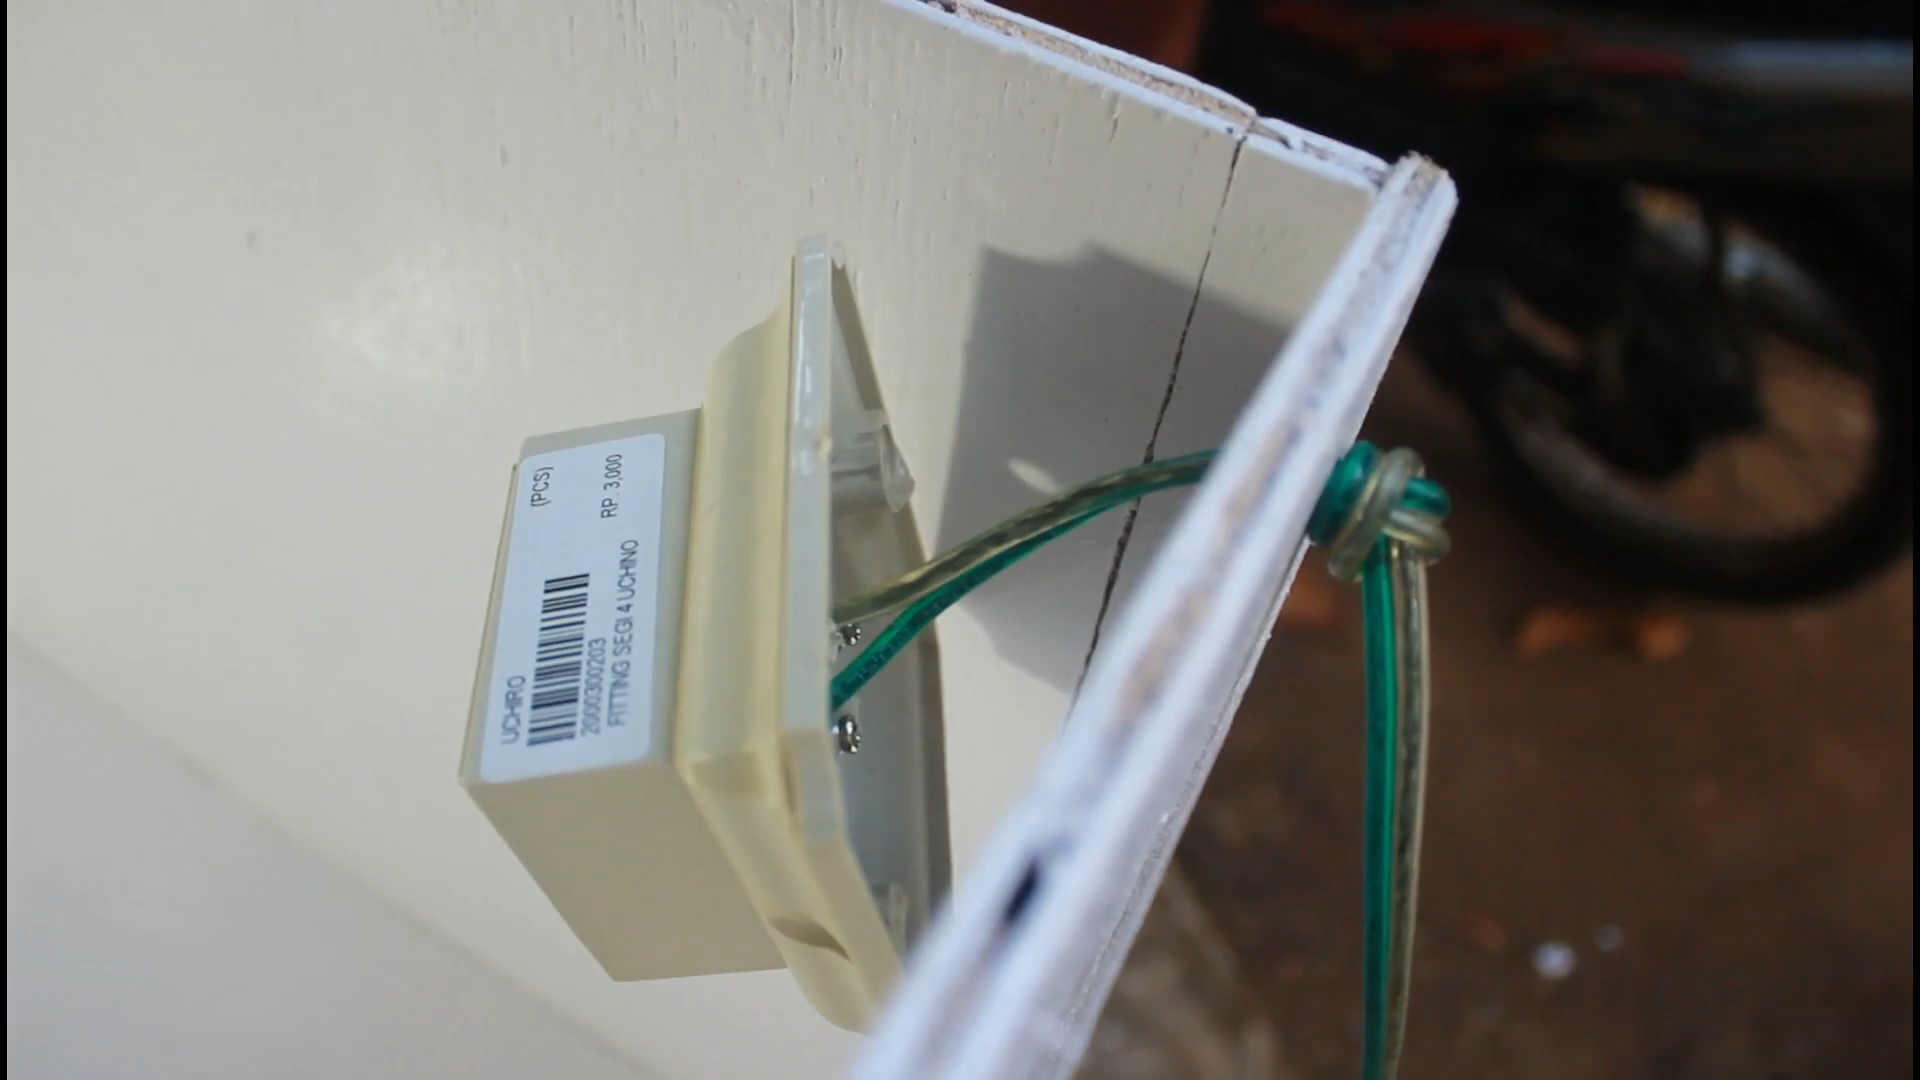 UCHIRO (PCS)
2000300203
FITTING SEGI 4 UCHINO
RP. 3,000